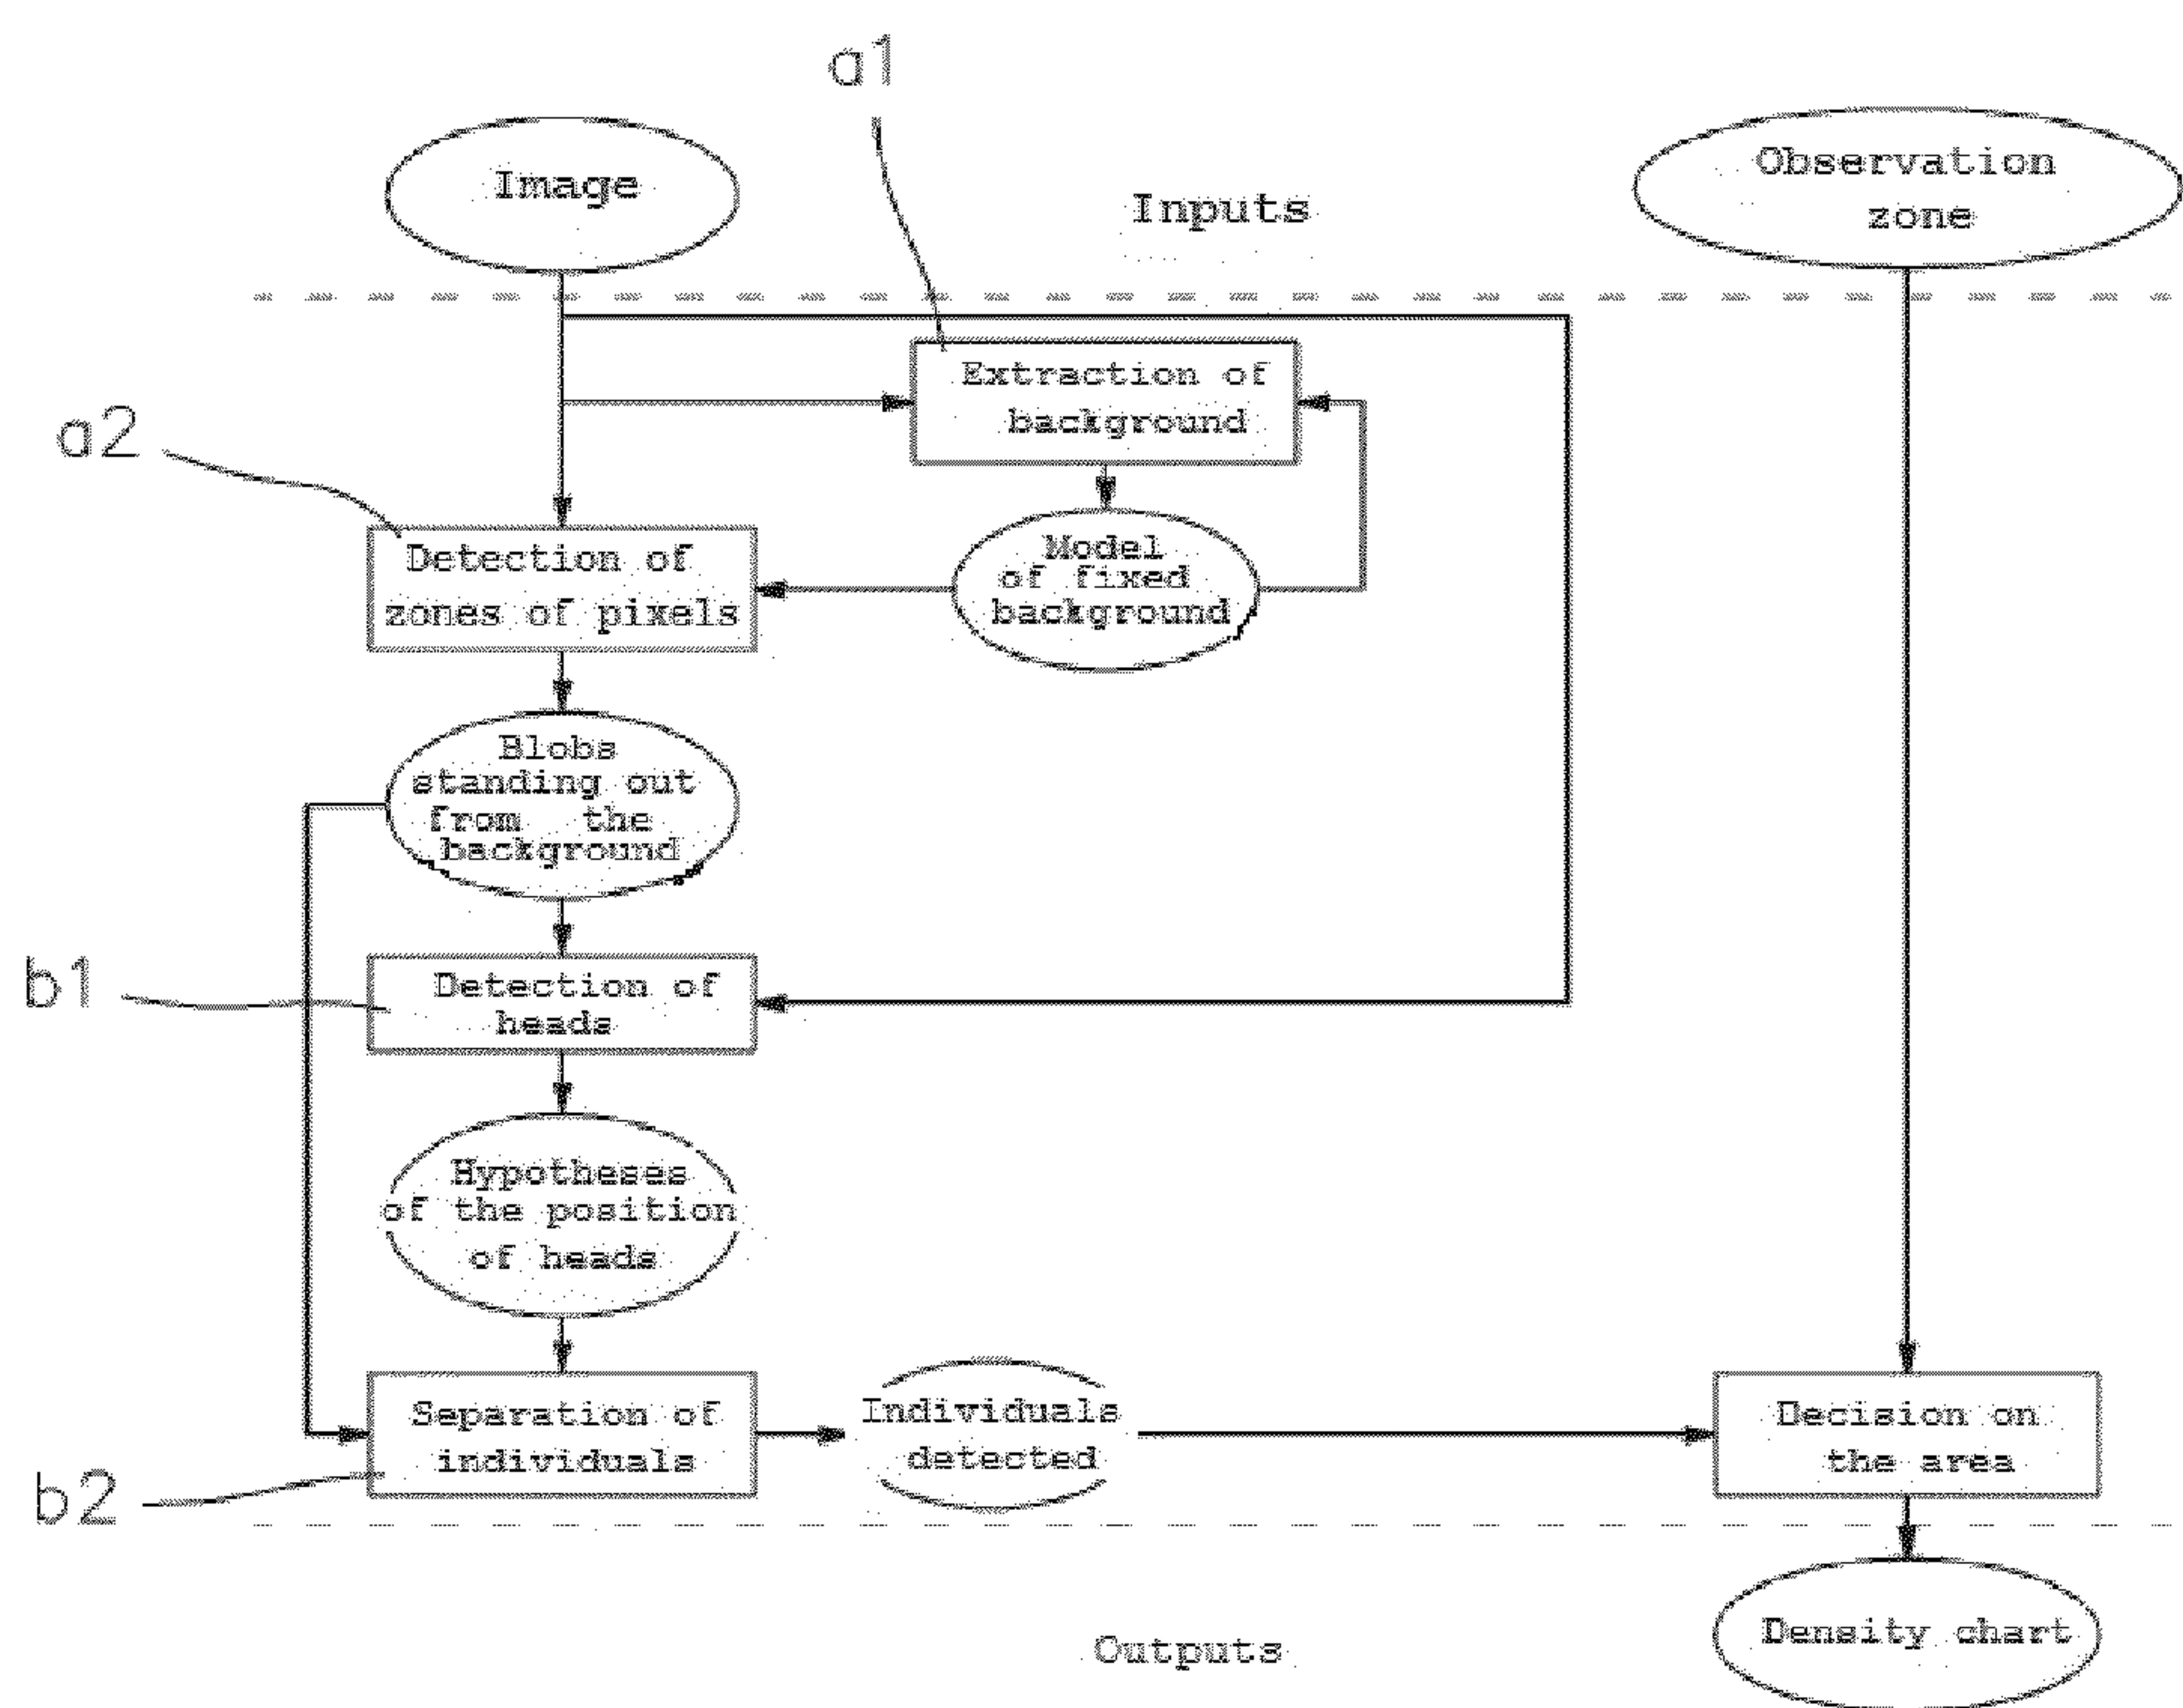 a1
Image
Inputs
Observation
zone
Extraction of
background
a2
Detection of
zones of pixels
Model
of fixed
background
Blobs
standing out
from the
background
b1
Detection of
heads
Hypotheses
of the position
of heads
Separation of
individuals
Individuals
detected
Decision on
the area
b2
Outputs
Density chart